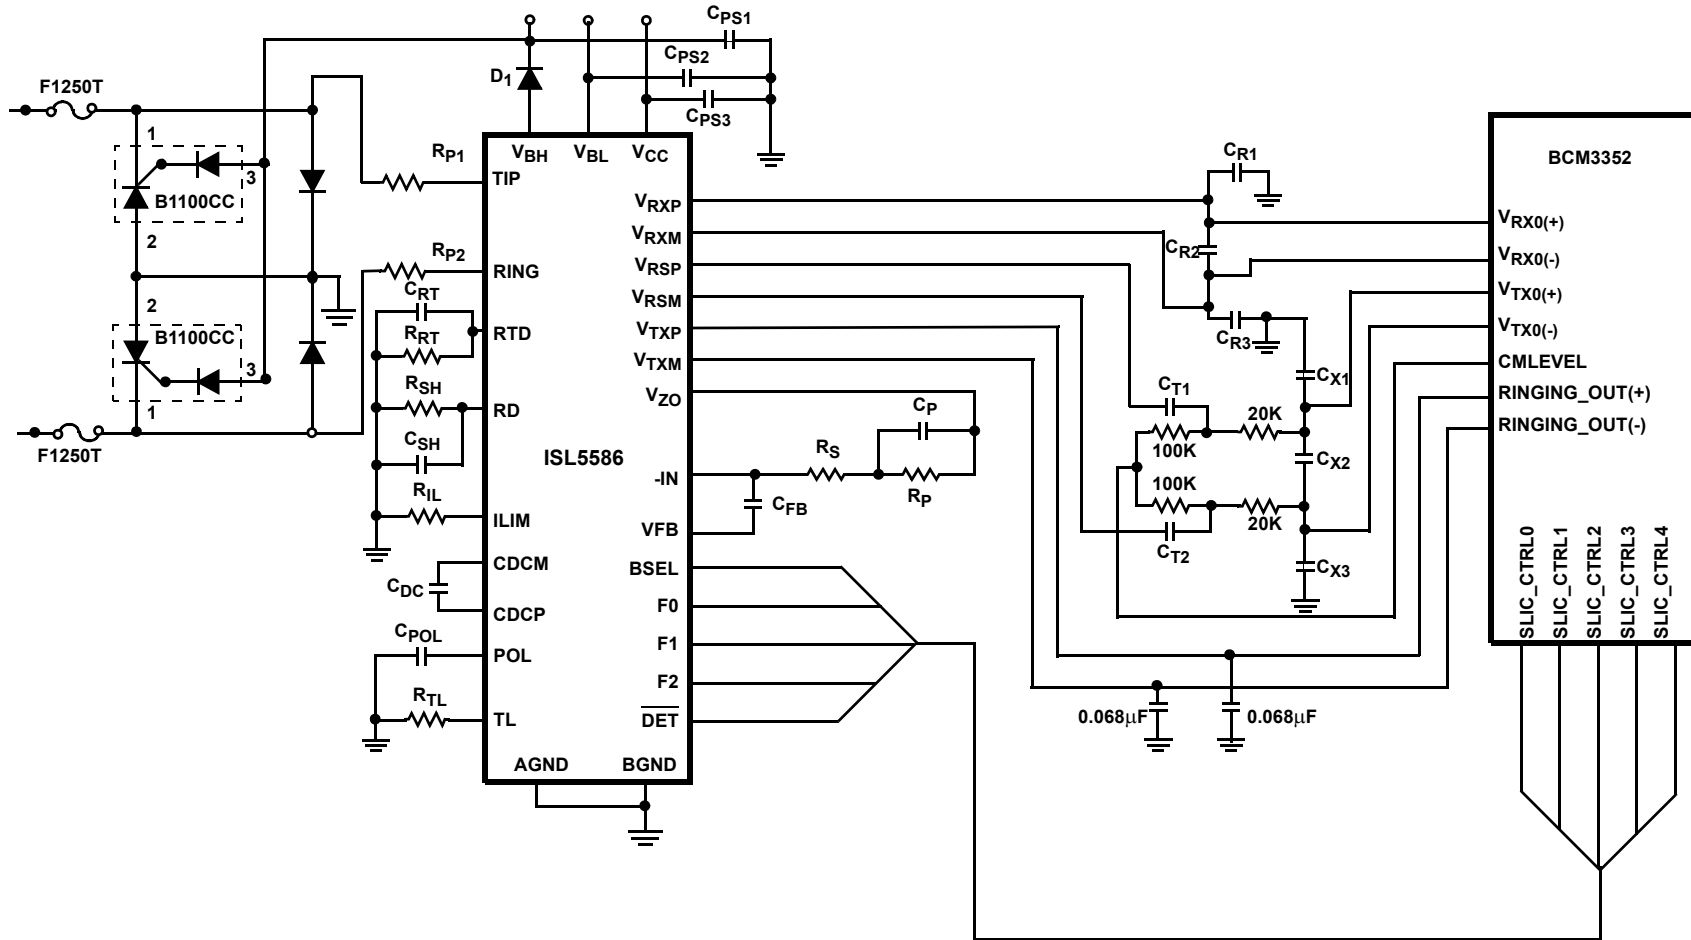 CPS1
CPS2
CPS3
D1
F1250T
1
3
B1100CC
2
2
B1100CC
3
1
F1250T
RP1
RP2
CRT
RRT
RSH
CSH
RIL
CDC
CPOL
RTL
VBH
VBL
VCC
TIP
RING
RTD
RD
ILIM
CDCM
CDCP
POL
TL
AGND
BGND
ISL5586
VRXP
VRXM
VRSP
VRSM
VTXP
VTXM
VZO
-IN
VFB
BSEL
F0
F1
F2
DET
CP
RS
RP
CFB
CR1
CR2
CR3
CX1
CT1
20K
100K
CX2
100K
20K
CT2
CX3
0.068µF
0.068µF
BCM3352
VRX0(+)
VRX0(-)
VTX0(+)
VTX0(-)
CMLEVEL
RINGING_OUT(+)
RINGING_OUT(-)
SLIC_CTRL0
SLIC_CTRL1
SLIC_CTRL2
SLIC_CTRL3
SLIC_CTRL4